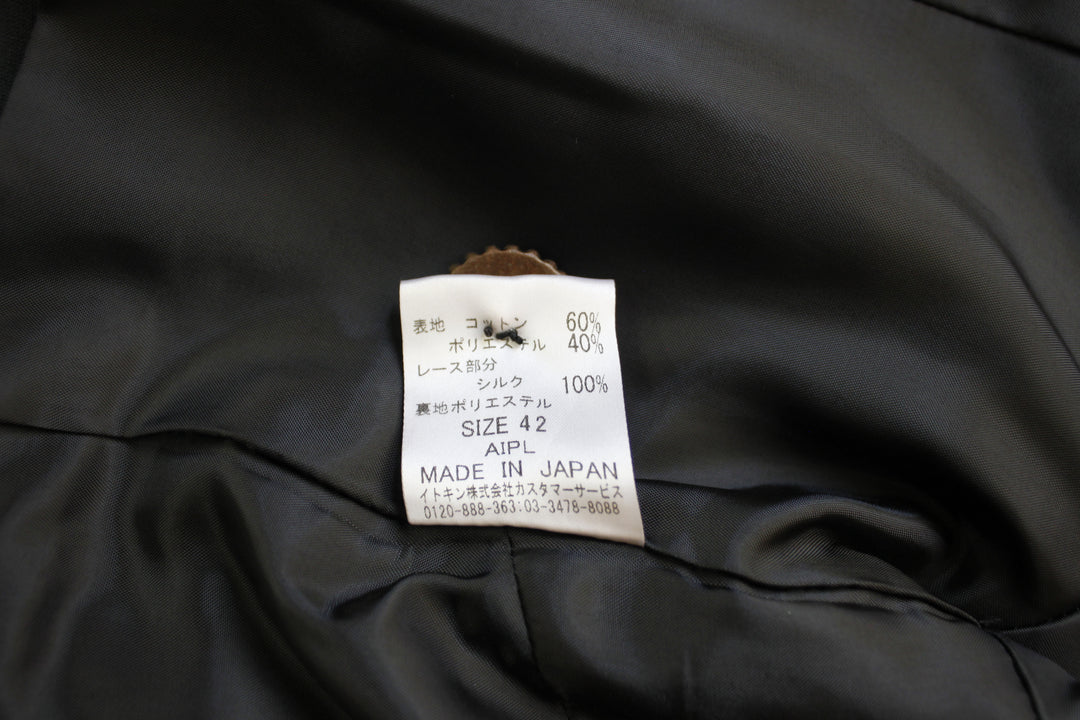 表地 コットン 60%
ポリエステル 40%
レース部分
シルク 100%
裏地ポリエステル
SIZE 42
AIPL
MADE IN JAPAN
イトキン株式会社カスタマーサービス
0120-888-363:03-3478-8088